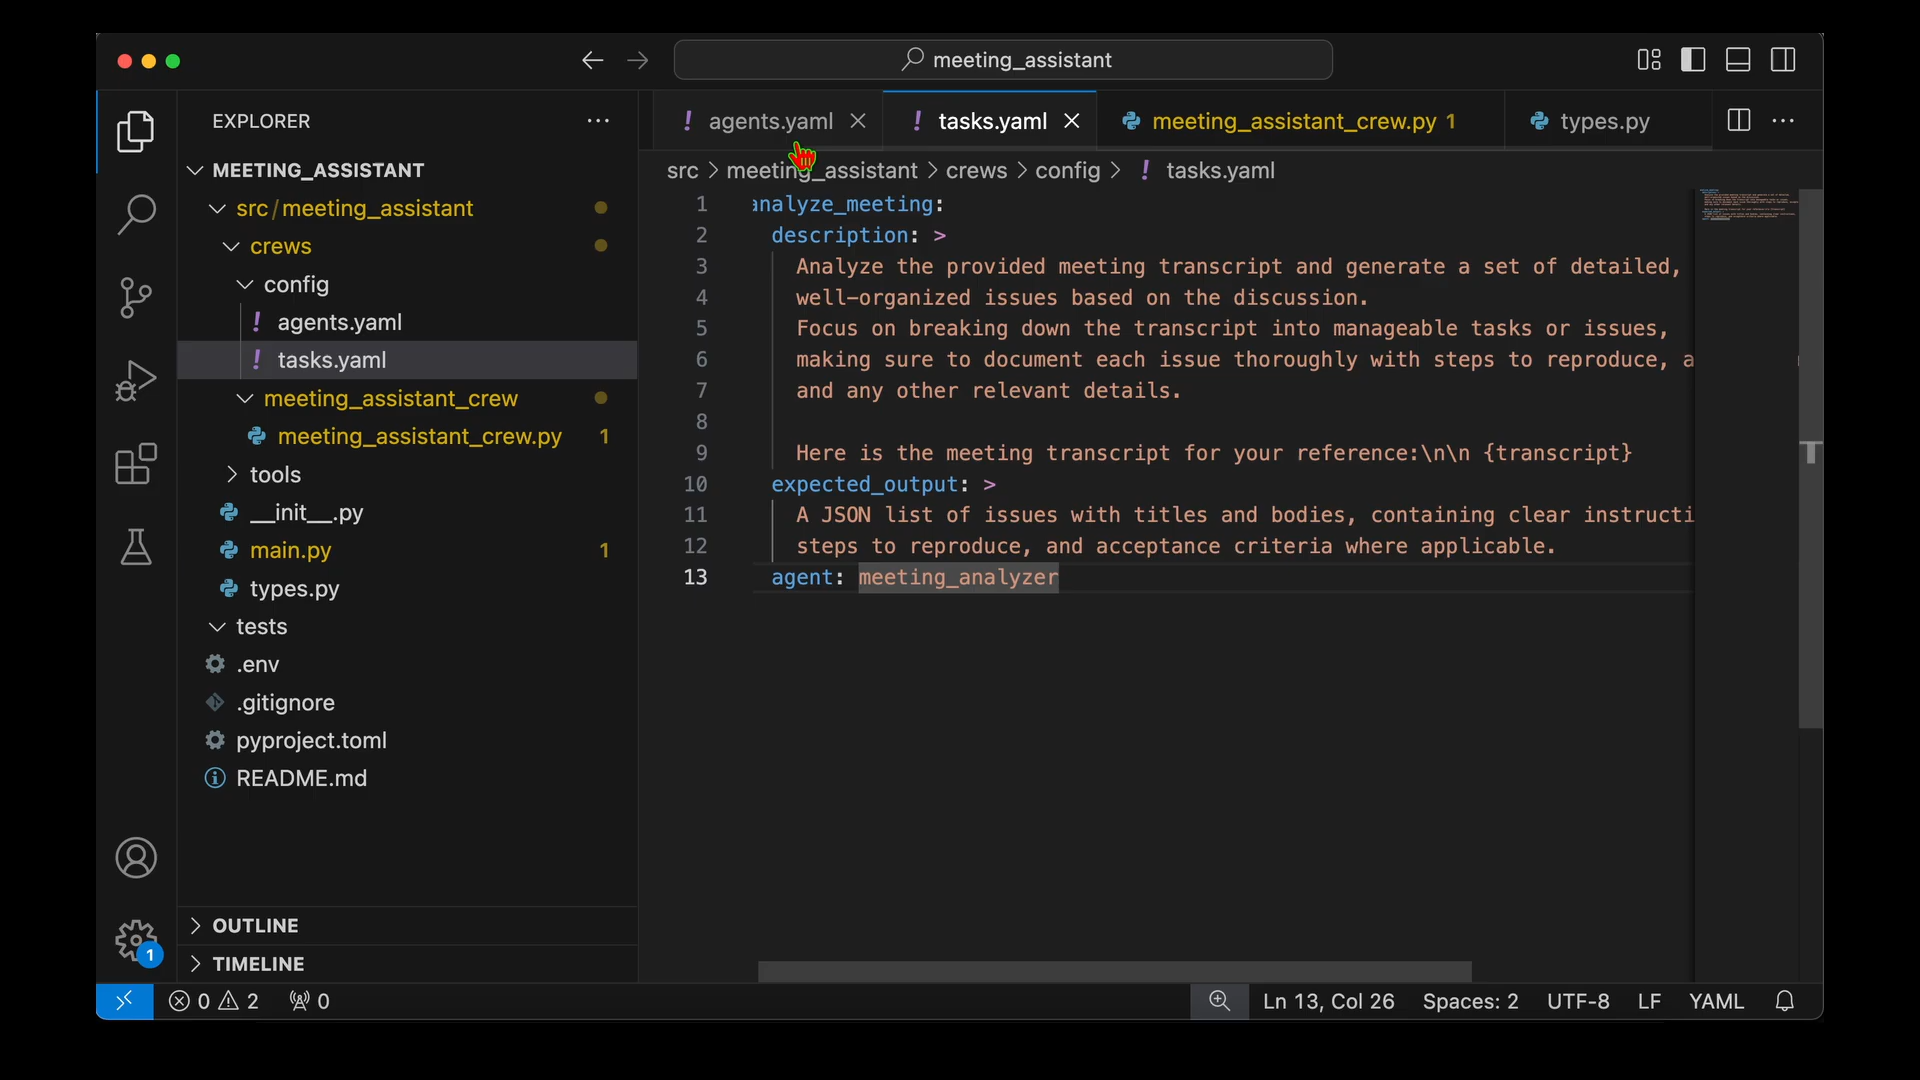 meeting_assistant
EXPLORER
MEETING_ASSISTANT
src/meeting_assistant
crews
config
agents.yaml
tasks.yaml
meeting_assistant_crew
meeting_assistant_crew.py 1
tools
__init__.py
main.py 1
types.py
tests
.env
.gitignore
pyproject.toml
README.md
OUTLINE
TIMELINE
agents.yaml
tasks.yaml
meeting_assistant_crew.py 1
types.py
src > meeting_assistant > crews > config > ! tasks.yaml
1 analyze_meeting:
2 description: >
3 Analyze the provided meeting transcript and generate a set of detailed,
4 well-organized issues based on the discussion.
5 Focus on breaking down the transcript into manageable tasks or issues,
6 making sure to document each issue thoroughly with steps to reproduce, a
7 and any other relevant details.
8
9 Here is the meeting transcript for your reference:\n\n {transcript}
10 expected_output: >
11 A JSON list of issues with titles and bodies, containing clear instructi
12 steps to reproduce, and acceptance criteria where applicable.
13 agent: meeting_analyzer
1
0 2 0
Ln 13, Col 26 Spaces: 2 UTF-8 LF YAML